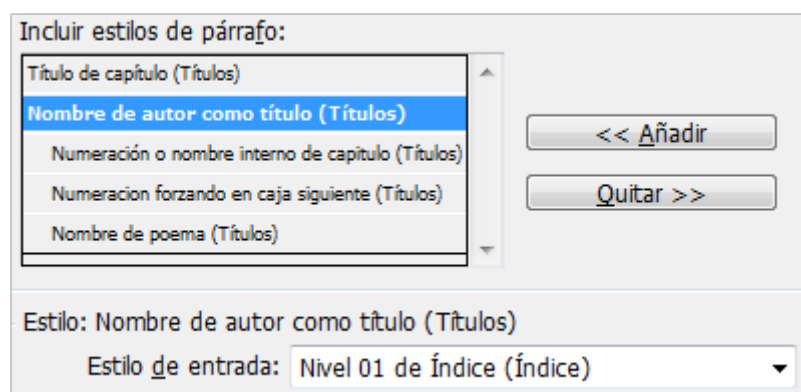 Incluir estilos de párrafo:
Título de capítulo (Títulos)
Nombre de autor como título (Títulos)
Numeración o nombre interno de capitulo (Títulos)
Numeracion forzando en caja siguiente (Títulos)
Nombre de poema (Títulos)
<< Añadir
Quitar >>
Estilo: Nombre de autor como título (Títulos)
Estilo de entrada: Nivel 01 de Índice (Índice)